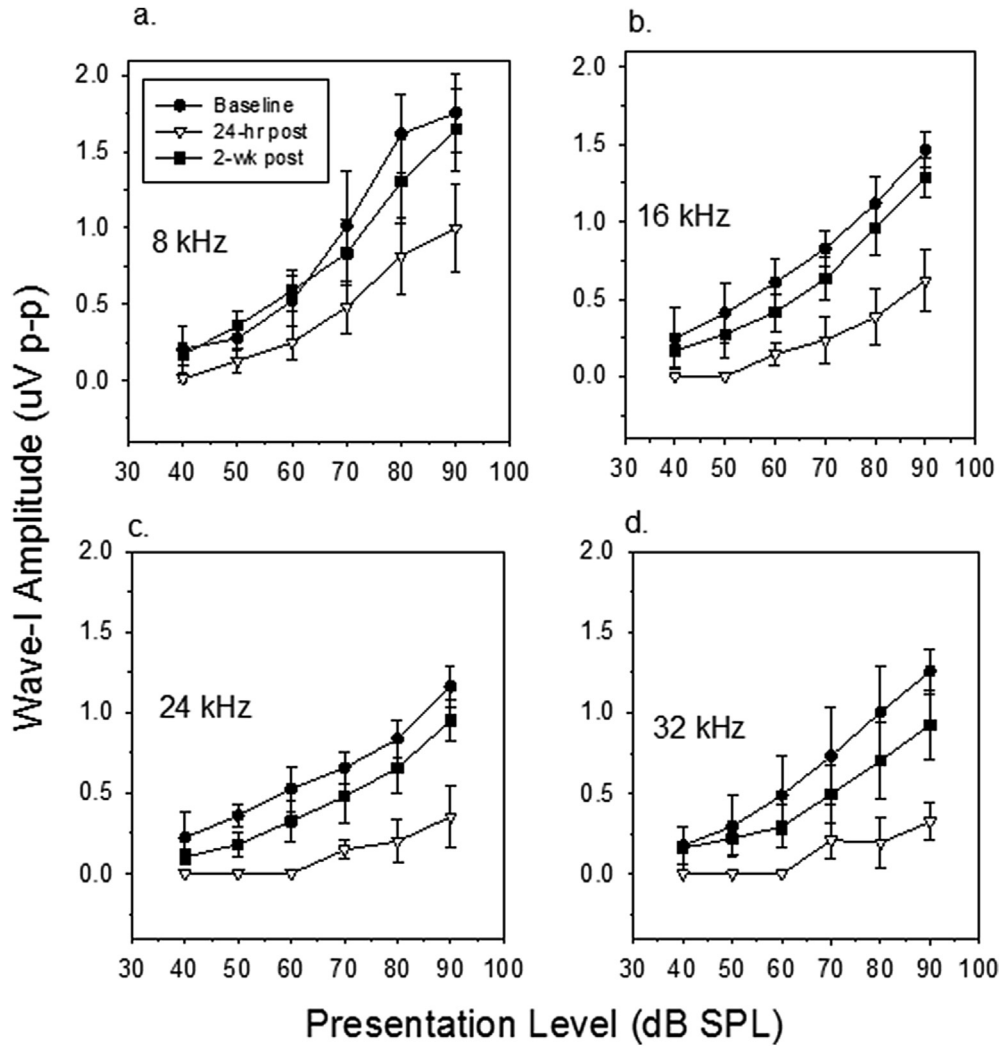 a.
b.
2.0
1.5
1.0
0.5
0.0
Baseline
24-hr post
2-wk post
8 kHz
30 40 50 60 70 80 90 100
2.0
1.5
1.0
0.5
0.0
16 kHz
30 40 50 60 70 80 90 100
Wave-I Amplitude (uV p-p)
c.
d.
2.0
1.5
1.0
0.5
0.0
24 kHz
30 40 50 60 70 80 90 100
2.0
1.5
1.0
0.5
0.0
32 kHz
30 40 50 60 70 80 90 100
Presentation Level (dB SPL)